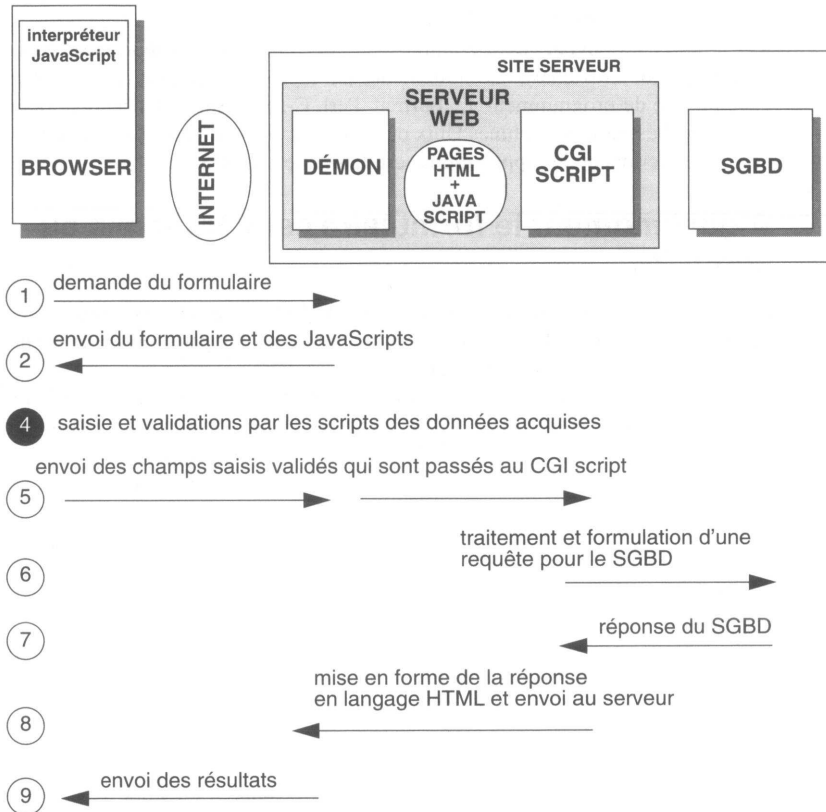 interpréteur
JavaScript
BROWSER
INTERNET
SITE SERVEUR
SERVEUR
WEB
DÉMON
PAGES
HTML
+
JAVA
SCRIPT
CGI
SCRIPT
SGBD
1 demande du formulaire
2 envoi du formulaire et des JavaScripts
4 saisie et validations par les scripts des données acquises
envoi des champs saisis validés qui sont passés au CGI script
5
traitement et formulation d'une
requête pour le SGBD
6
7 réponse du SGBD
mise en forme de la réponse
en langage HTML et envoi au serveur
8
9 envoi des résultats